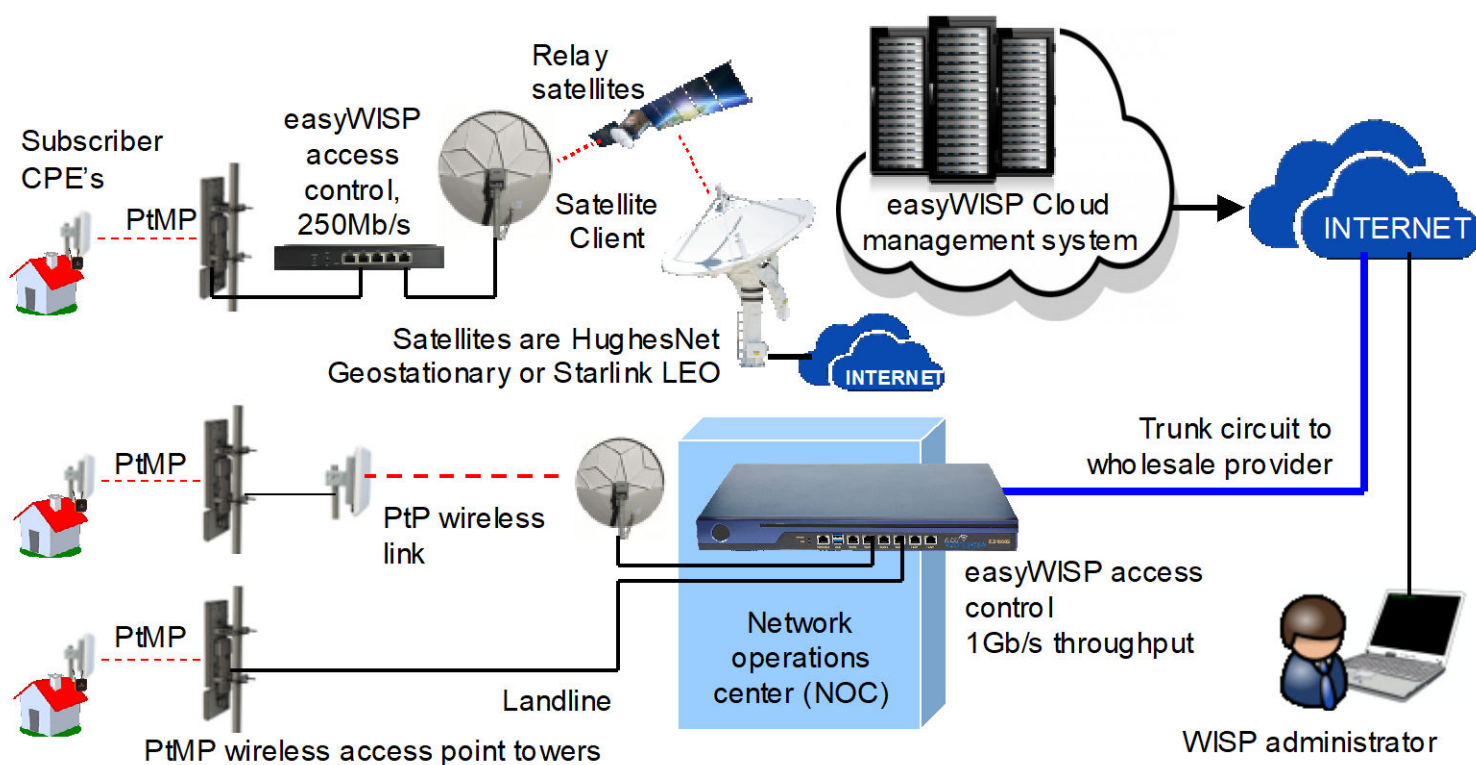 Relay
satellites
easyWISP
access
control,
250Mb/s
Subscriber
CPE's
PtMP
Satellite
Client
easyWISP Cloud
management system
INTERNET
Satellites are HughesNet
Geostationary or Starlink LEO
INTERNET
PtMP
PtP wireless
link
Trunk circuit to
wholesale provider
easyWISP access
control
1Gb/s throughput
Network
operations
center (NOC)
PtMP
Landline
PtMP wireless access point towers
WISP administrator